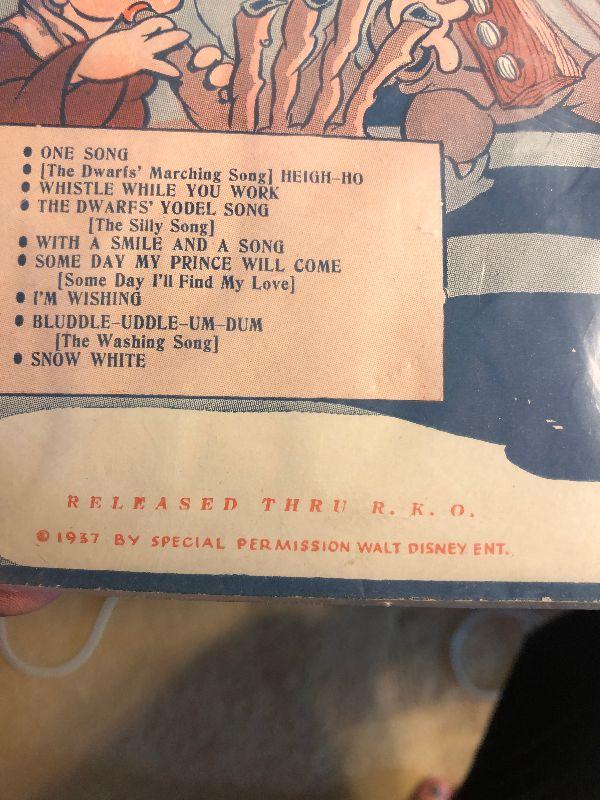 • ONE SONG
• [The Dwarfs' Marching Song] HEIGH-HO
• WHISTLE WHILE YOU WORK
• THE DWARFS' YODEL SONG
[The Silly Song]
• WITH A SMILE AND A SONG
• SOME DAY MY PRINCE WILL COME
[Some Day I'll Find My Love]
• I'M WISHING
• BLUDDLE-UDDLE-UM-DUM
[The Washing Song]
• SNOW WHITE
RELEASED THRU R. K. O.
© 1937 BY SPECIAL PERMISSION WALT DISNEY ENT.